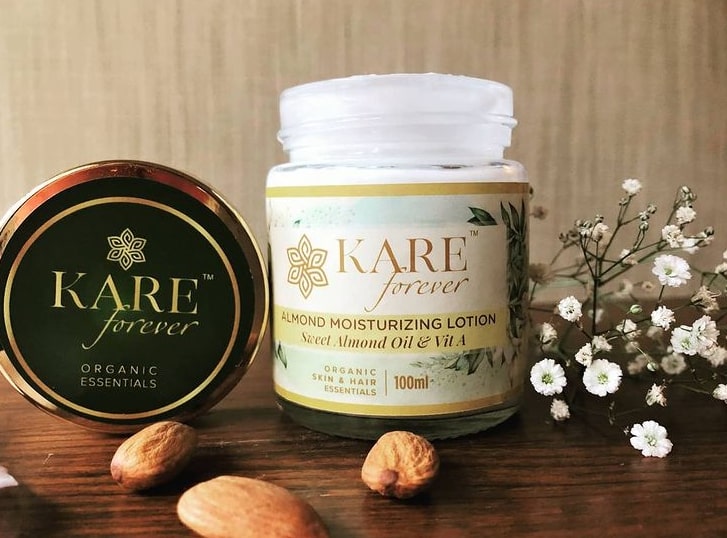 KARE™
forever
ORGANIC
ESSENTIALS
KARE™
forever
ALMOND MOISTURIZING LOTION
Sweet Almond Oil & Vit A
ORGANIC
SKIN & HAIR
ESSENTIALS
100ml